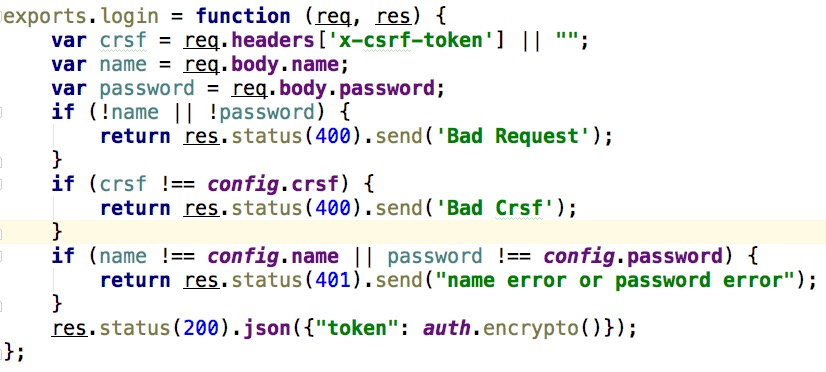 exports.login = function (req, res) {
    var crsf = req.headers['x-csrf-token'] || "";
    var name = req.body.name;
    var password = req.body.password;
    if (!name || !password) {
        return res.status(400).send('Bad Request');
    }
    if (crsf !== config.crsf) {
        return res.status(400).send('Bad Crsf');
    }
    if (name !== config.name || password !== config.password) {
        return res.status(401).send("name error or password error");
    }
    res.status(200).json({"token": auth.encrypto()});
};